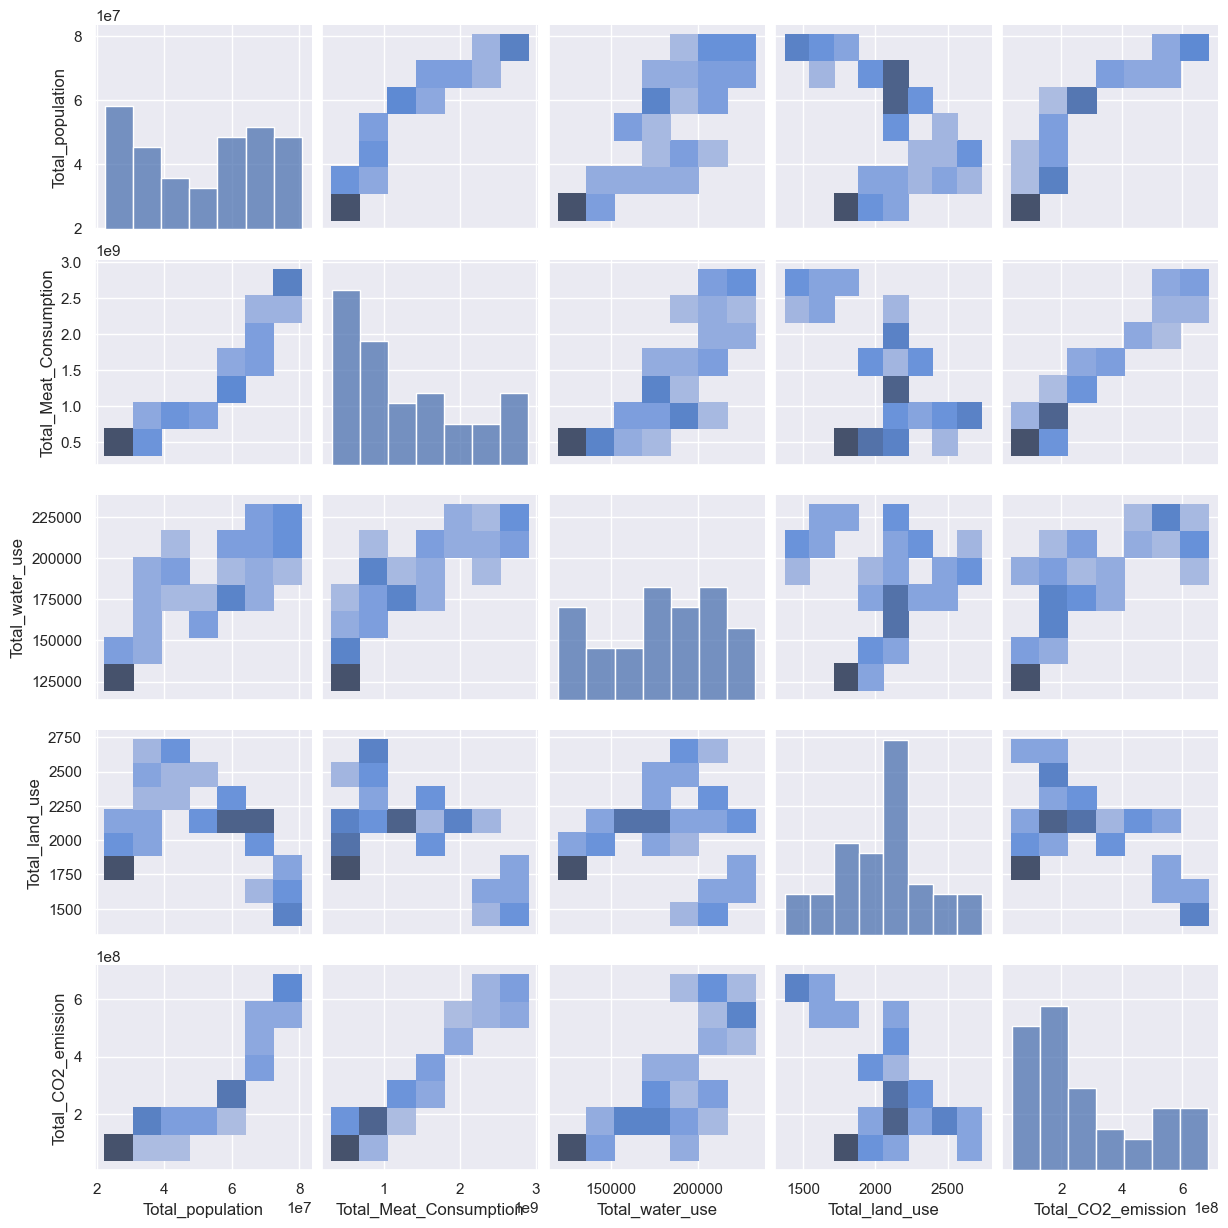 1e7
8
6
4
2
Total_population
1e9
3.0
2.5
2.0
1.5
1.0
0.5
Total_Meat_Consumption
225000
200000
175000
150000
125000
Total_water_use
2750
2500
2250
2000
1750
1500
Total_land_use
1e8
6
4
2
Total_CO2_emission
2 4 6 8 1 2 3 150000 200000 1500 2000 2500 2 4 6
1e7 1e9 1e8
Total_population Total_Meat_Consumption Total_water_use Total_land_use Total_CO2_emission